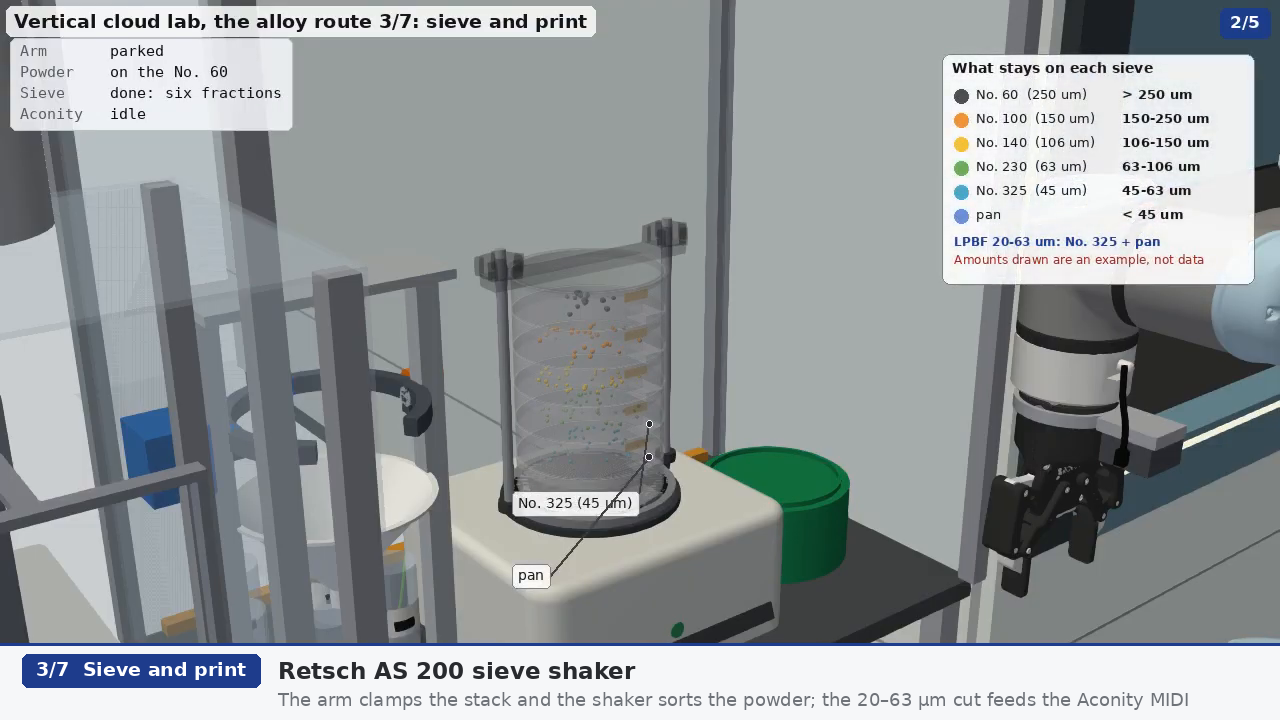 Vertical cloud lab, the alloy route 3/7: sieve and print
2/5
Arm parked
Powder on the No. 60
Sieve done: six fractions
Aconity idle
What stays on each sieve
No. 60 (250 um) > 250 um
No. 100 (150 um) 150-250 um
No. 140 (106 um) 106-150 um
No. 230 (63 um) 63-106 um
No. 325 (45 um) 45-63 um
pan < 45 um
LPBF 20-63 um: No. 325 + pan
Amounts drawn are an example, not data
No. 325 (45 µm)
pan
3/7 Sieve and print
Retsch AS 200 sieve shaker
The arm clamps the stack and the shaker sorts the powder; the 20–63 µm cut feeds the Aconity MIDI